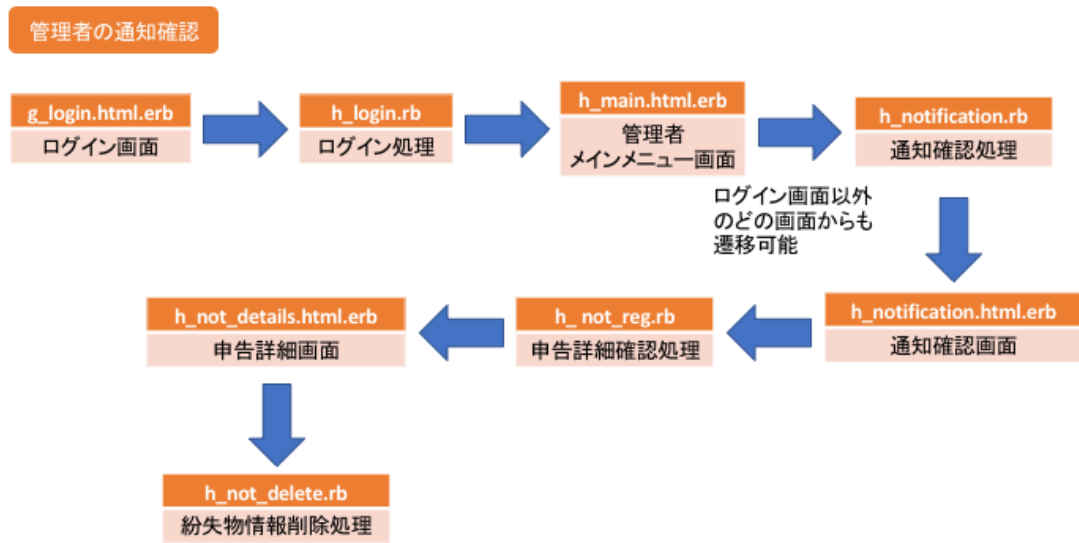 管理者の通知確認
g_login.html.erb
ログイン画面
h_login.rb
ログイン処理
h_main.html.erb
管理者
メインメニュー画面
h_notification.rb
通知確認処理
ログイン画面以外
のどの画面からも
遷移可能
h_notification.html.erb
通知確認画面
h_ not_reg.rb
申告詳細確認処理
h_not_details.html.erb
申告詳細画面
h_not_delete.rb
紛失物情報削除処理